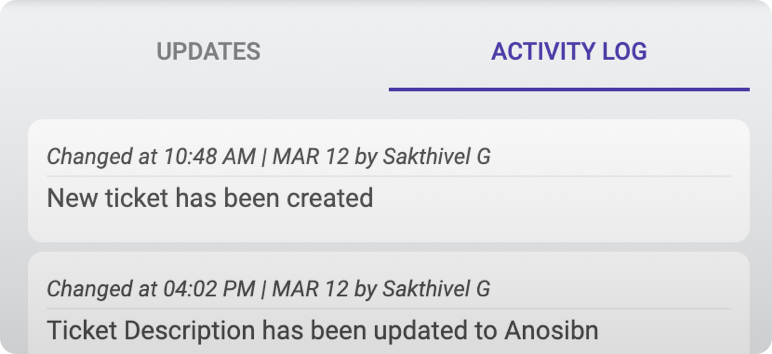 UPDATES
ACTIVITY LOG
Changed at 10:48 AM | MAR 12 by Sakthivel G
New ticket has been created
Changed at 04:02 PM | MAR 12 by Sakthivel G
Ticket Description has been updated to Anosibn